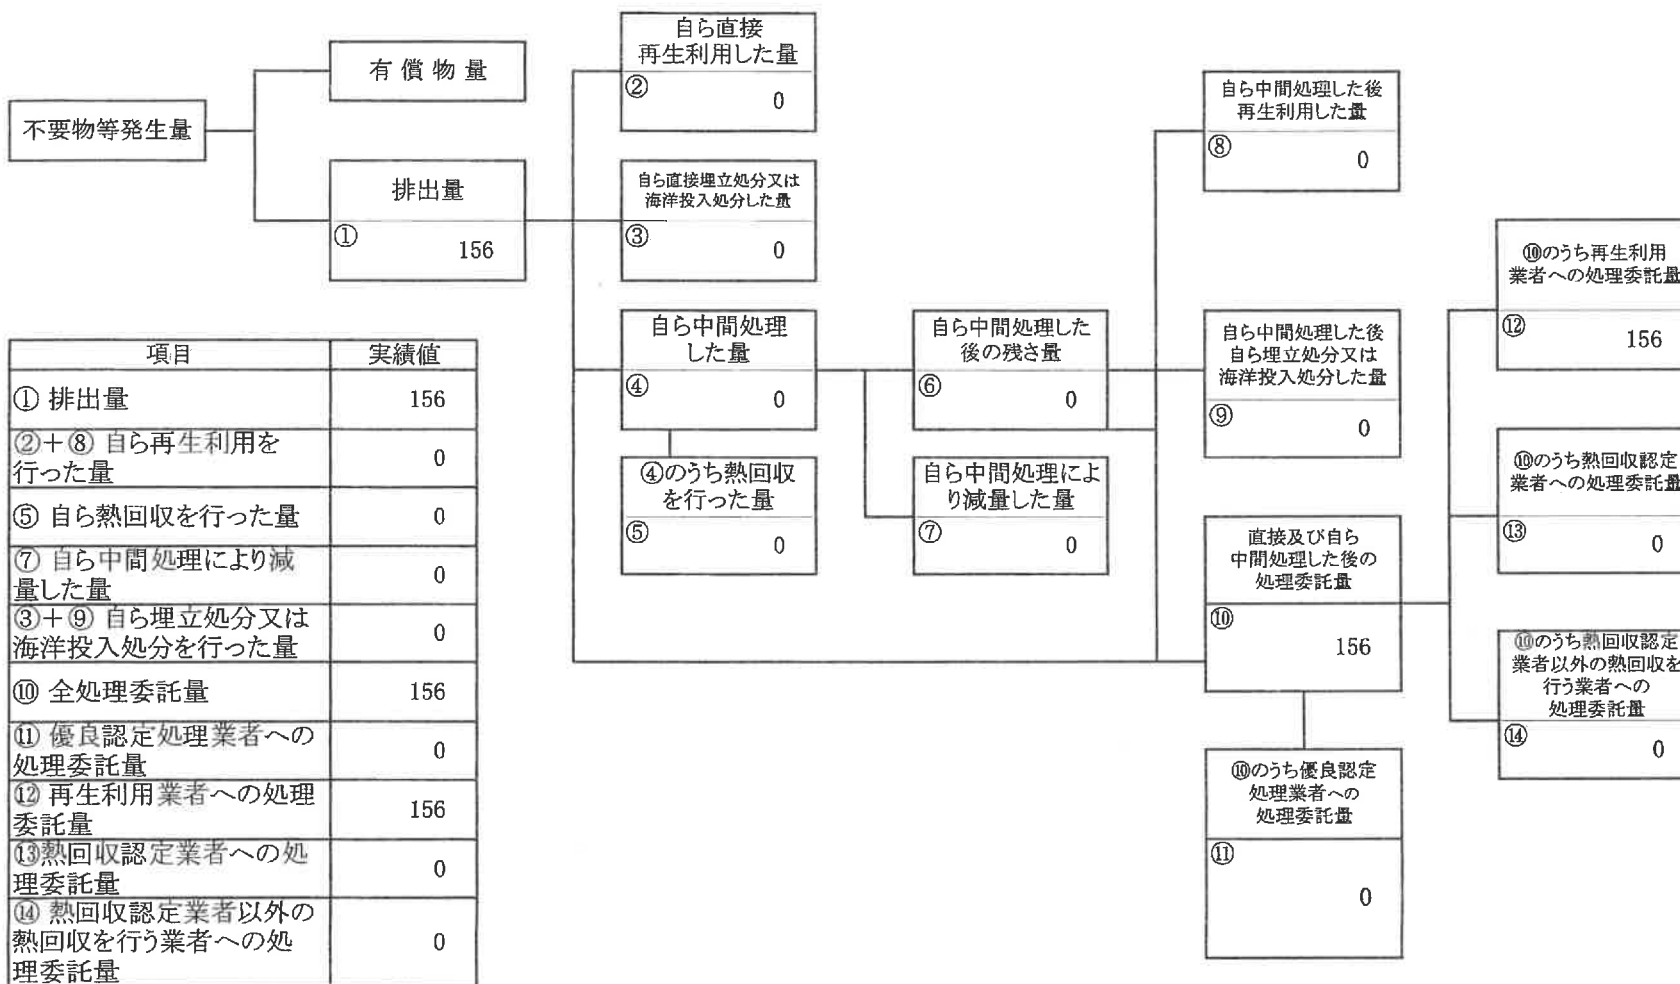 不要物等発生量
有償物量
排出量
①
156
自ら直接
再生利用した量
②
0
自ら直接埋立処分又は
海洋投入処分した量
③
0
自ら中間処理
した量
④
0
④のうち熱回収
を行った量
⑤
0
自ら中間処理した
後の残さ量
⑥
0
自ら中間処理によ
り減量した量
⑦
0
自ら中間処理した後
再生利用した量
⑧
0
自ら中間処理した後
自ら埋立処分又は
海洋投入処分した量
⑨
0
直接及び自ら
中間処理した後の
処理委託量
⑩
156
⑩のうち優良認定
処理業者への
処理委託量
⑪
0
⑩のうち再生利用
業者への処理委託量
⑫
156
⑩のうち熱回収認定
業者への処理委託量
⑬
0
⑩のうち熱回収認定
業者以外の熱回収を
行う業者への
処理委託量
⑭
0
項目 実績値
① 排出量 156
②+⑧ 自ら再生利用を
行った量 0
⑤ 自ら熱回収を行った量 0
⑦ 自ら中間処理により減
量した量 0
③+⑨ 自ら埋立処分又は
海洋投入処分を行った量 0
⑩ 全処理委託量 156
⑪ 優良認定処理業者への
処理委託量 0
⑫ 再生利用業者への処理
委託量 156
⑬熱回収認定業者への処
理委託量 0
⑭ 熱回収認定業者以外の
熱回収を行う業者への処
理委託量 0